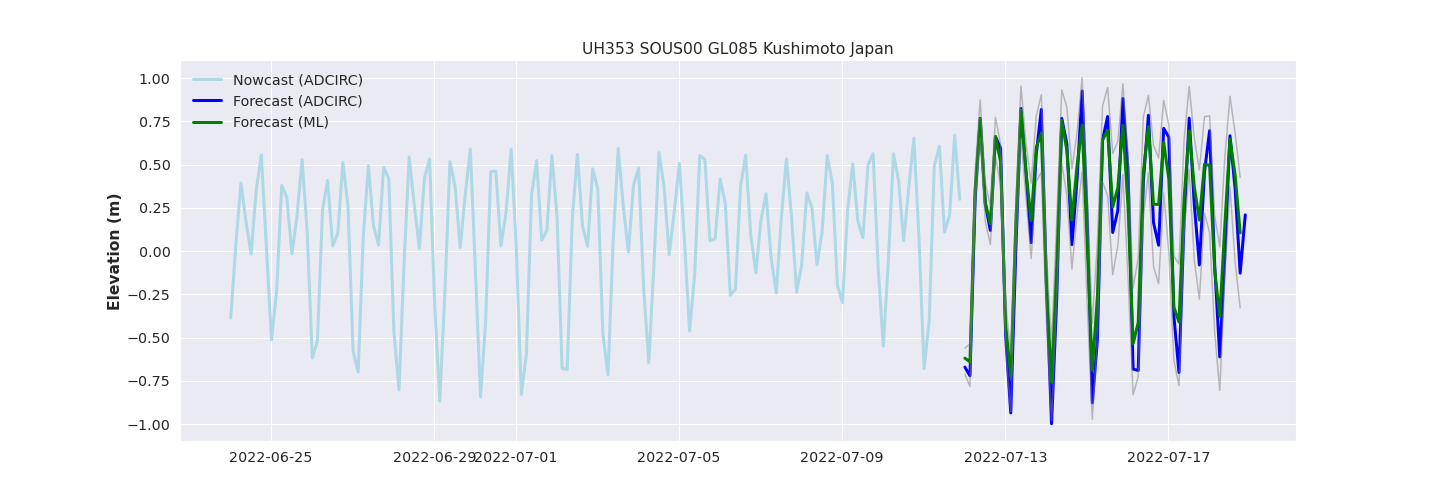 UH353 SOUS00 GL085 Kushimoto Japan
Nowcast (ADCIRC)
Forecast (ADCIRC)
Forecast (ML)
Elevation (m)
1.00
0.75
0.50
0.25
0.00
−0.25
−0.50
−0.75
−1.00
2022-06-25 2022-06-29 2022-07-01 2022-07-05 2022-07-09 2022-07-13 2022-07-17